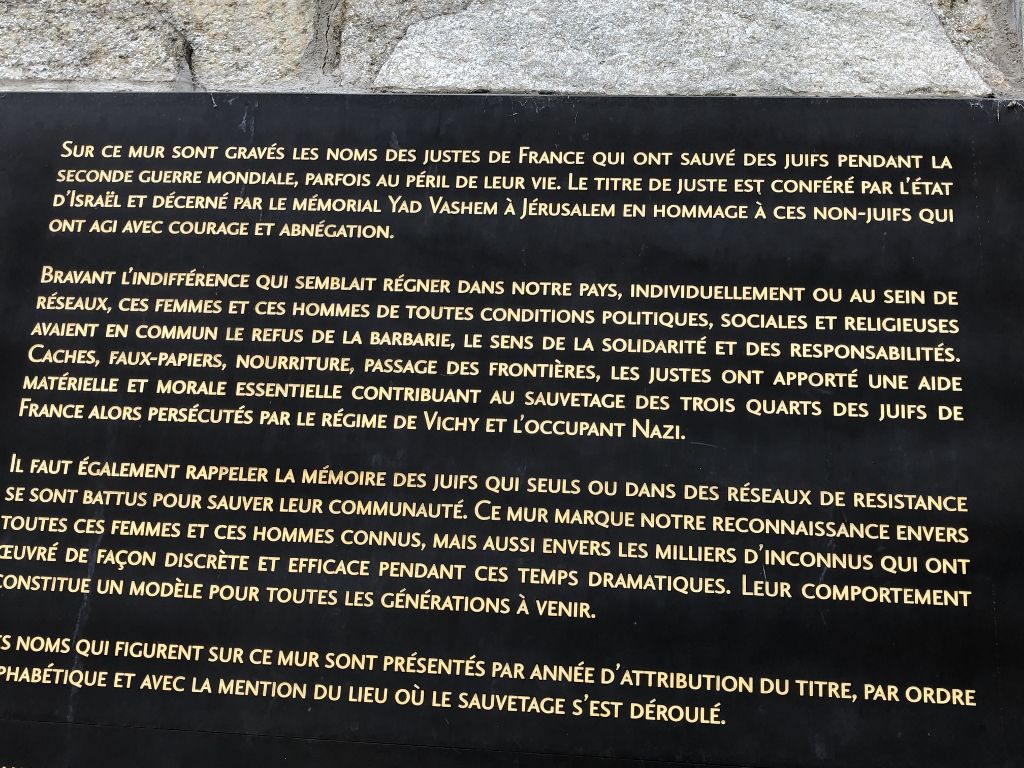 Sur ce mur sont gravés les noms des justes de France qui ont sauvé des juifs pendant la
seconde guerre mondiale, parfois au péril de leur vie. Le titre de juste est conféré par l'état
d'Israël et décerné par le mémorial Yad Vashem à Jérusalem en hommage à ces non-juifs qui
ont agi avec courage et abnégation.
Bravant l'indifférence qui semblait régner dans notre pays, individuellement ou au sein de
réseaux, ces femmes et ces hommes de toutes conditions politiques, sociales et religieuses
avaient en commun le refus de la barbarie, le sens de la solidarité et des responsabilités.
Caches, faux-papiers, nourriture, passage des frontières, les justes ont apporté une aide
matérielle et morale essentielle contribuant au sauvetage des trois quarts des juifs de
France alors persécutés par le régime de Vichy et l'occupant Nazi.
Il faut également rappeler la mémoire des juifs qui seuls ou dans des réseaux de resistance
se sont battus pour sauver leur communauté. Ce mur marque notre reconnaissance envers
toutes ces femmes et ces hommes connus, mais aussi envers les milliers d'inconnus qui ont
œuvré de façon discrète et efficace pendant ces temps dramatiques. Leur comportement
constitue un modèle pour toutes les générations à venir.
noms qui figurent sur ce mur sont présentés par année d'attribution du titre, par ordre
et avec la mention du lieu où le sauvetage s'est déroulé.